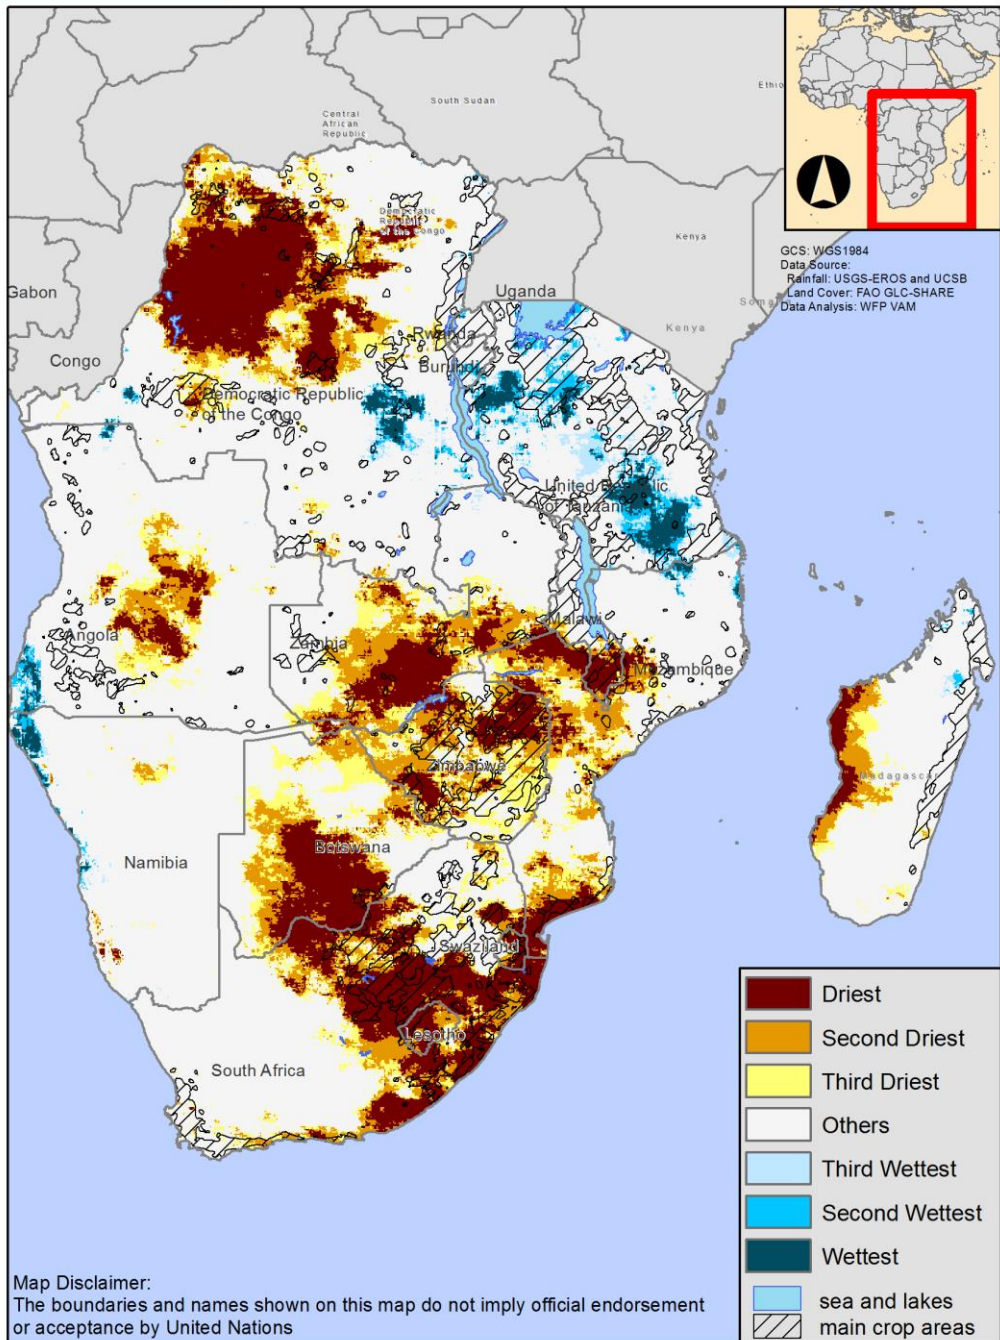 South Sudan
Ethio
Central
African
Republic
Democratic
Republic
of the Congo
Kenya
GCS: WGS1984
Data Source:
Rainfall: USGS-EROS and UCSB
Land Cover: FAO GLC-SHARE
Data Analysis: WFP VAM
Gabon
Uganda
Somal
Kenya
Rwanda
Congo
Burundi
Democratic Republic
of the Congo
United Republic
of Tanzania
Angola
Zambia
Malawi
Mozambique
Zimbabwe
Madagascar
Botswana
Namibia
Swaziland
Lesotho
South Africa
Driest
Second Driest
Third Driest
Others
Third Wettest
Second Wettest
Wettest
sea and lakes
main crop areas
Map Disclaimer:
The boundaries and names shown on this map do not imply official endorsement
or acceptance by United Nations